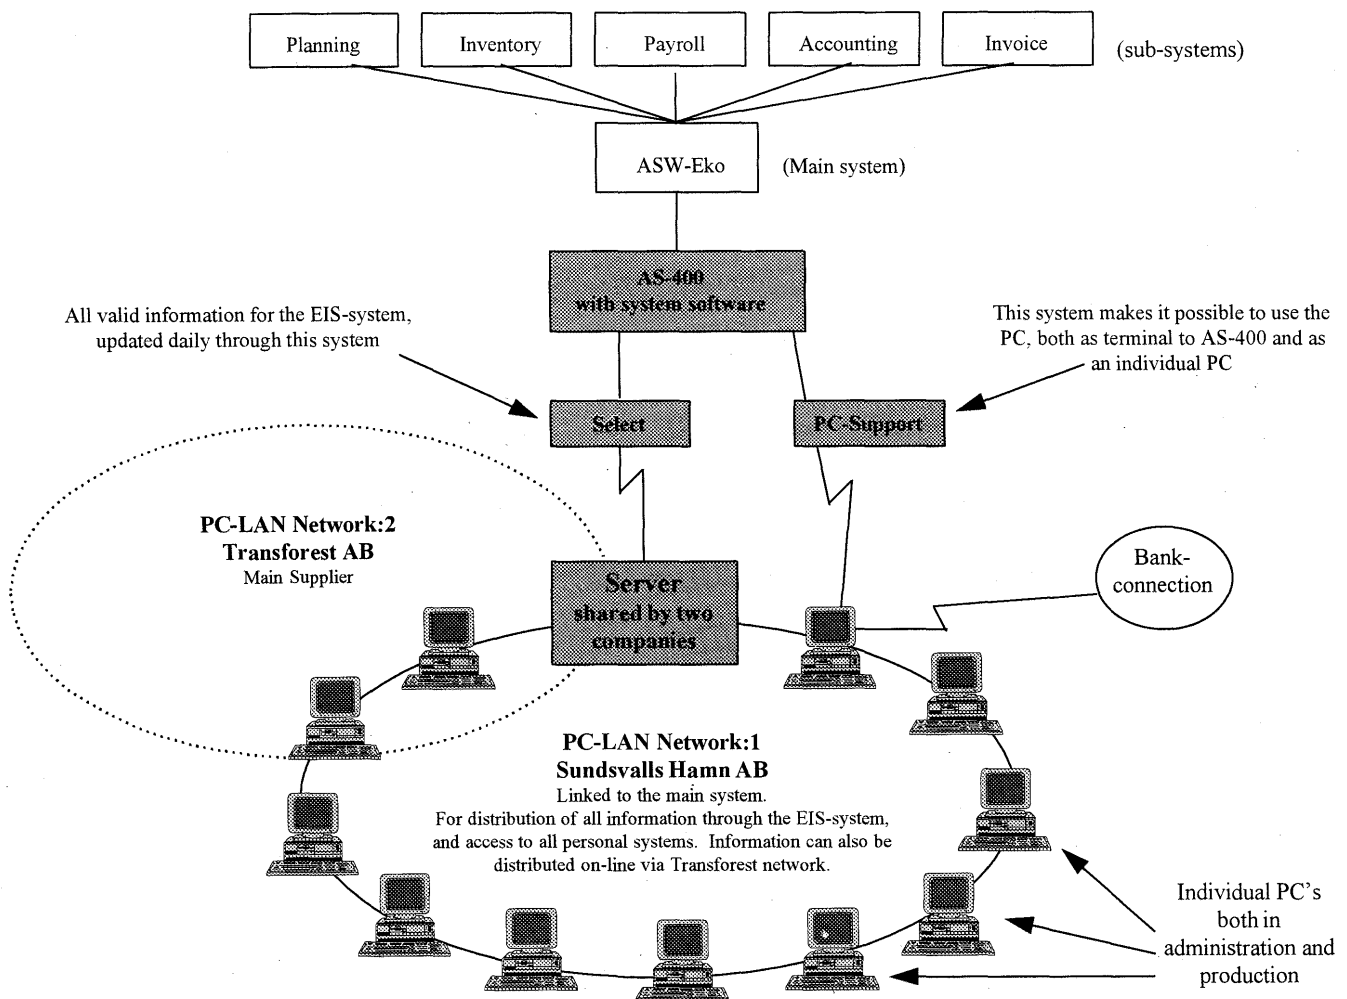 Planning
Inventory
Payroll
Accounting
Invoice
(sub-systems)
ASW-Eko
(Main system)
AS-400
with system software
All valid information for the EIS-system,
updated daily through this system
This system makes it possible to use the
PC, both as terminal to AS-400 and as
an individual PC
Select
PC-Support
PC-LAN Network:2
Transforest AB
Main Supplier
Server
shared by two
companies
Bank-
connection
PC-LAN Network:1
Sundsvalls Hamn AB
Linked to the main system.
For distribution of all information through the EIS-system,
and access to all personal systems. Information can also be
distributed on-line via Transforest network.
Individual PC's
both in
administration and
production